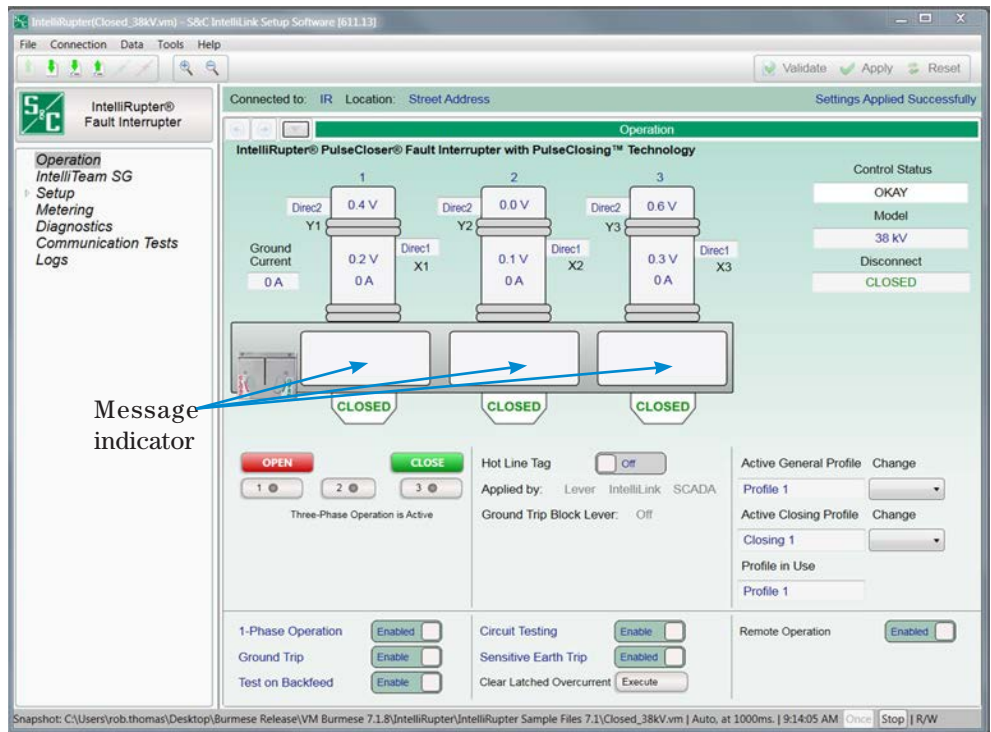 IntelliRupter(Closed_38kV.vm) - S&C IntelliLink Setup Software [611.13]
File Connection Data Tools Help
Validate Apply Reset
S&C
IntelliRupter®
Fault Interrupter
Connected to: IR Location: Street Address Settings Applied Successfully
Operation
IntelliTeam SG
Setup
Metering
Diagnostics
Communication Tests
Logs
Operation
IntelliRupter® PulseCloser® Fault Interrupter with PulseClosing™ Technology
1 2 3
Direc2 0.4 V Direc2 0.0 V Direc2 0.6 V
Y1 Y2 Y3
Ground
Current
0 A
Direc1 Direc1 Direc1
0.2 V X1 0.1 V X2 0.3 V X3
0 A 0 A 0 A
Control Status
OKAY
Model
38 kV
Disconnect
CLOSED
CLOSED CLOSED CLOSED
Message
indicator
OPEN CLOSE
1 2 3
Three-Phase Operation is Active
Hot Line Tag Off
Applied by: Lever IntelliLink SCADA
Ground Trip Block Lever: Off
Active General Profile Change
Profile 1
Active Closing Profile Change
Closing 1
Profile in Use
Profile 1
1-Phase Operation Enabled
Ground Trip Enable
Test on Backfeed Enable
Circuit Testing Enable
Sensitive Earth Trip Enabled
Clear Latched Overcurrent Execute
Remote Operation Enabled
Snapshot: C:\Users\rob.thomas\Desktop\Burmese Release\VM Burmese 7.1.8\IntelliRupter\IntelliRupter Sample Files 7.1\Closed_38kV.vm | Auto, at 1000ms. | 9:14:05 AM Once Stop | R/W